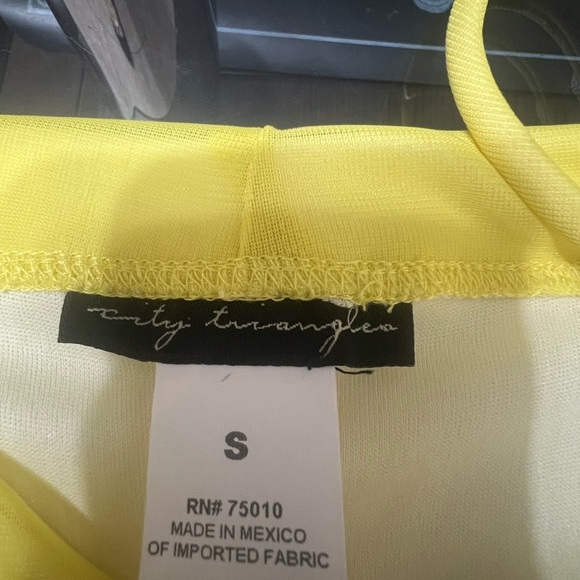 city triangles
S
RN# 75010
MADE IN MEXICO
OF IMPORTED FABRIC